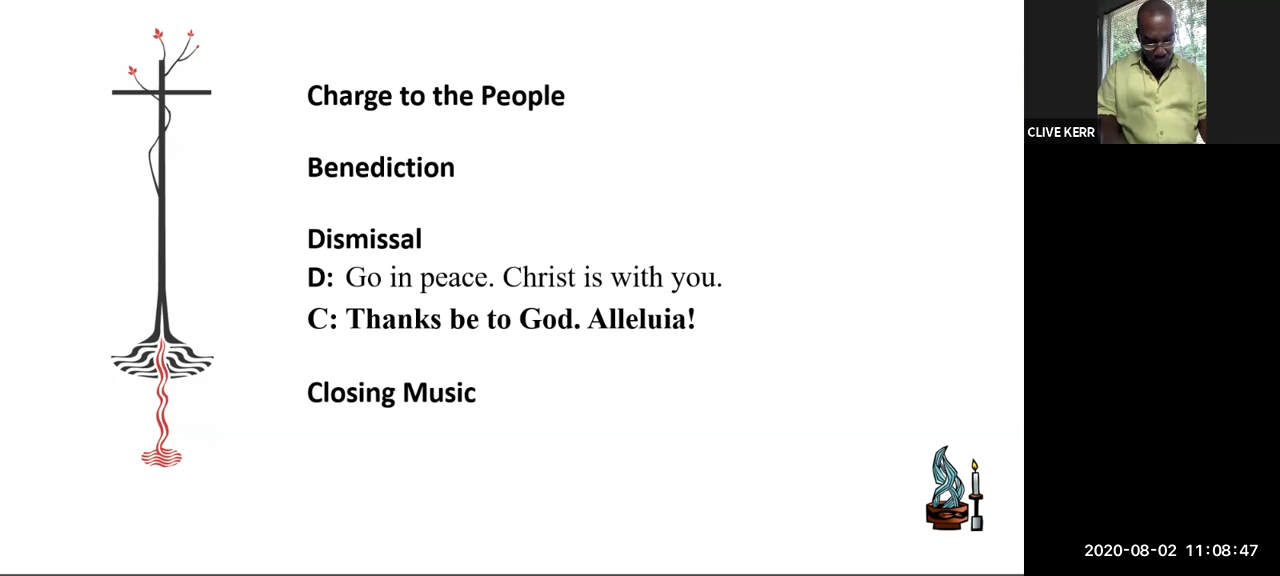 Charge to the People
Benediction
Dismissal
D: Go in peace. Christ is with you.
C: Thanks be to God. Alleluia!
Closing Music
CLIVE KERR
2020-08-02 11:08:47